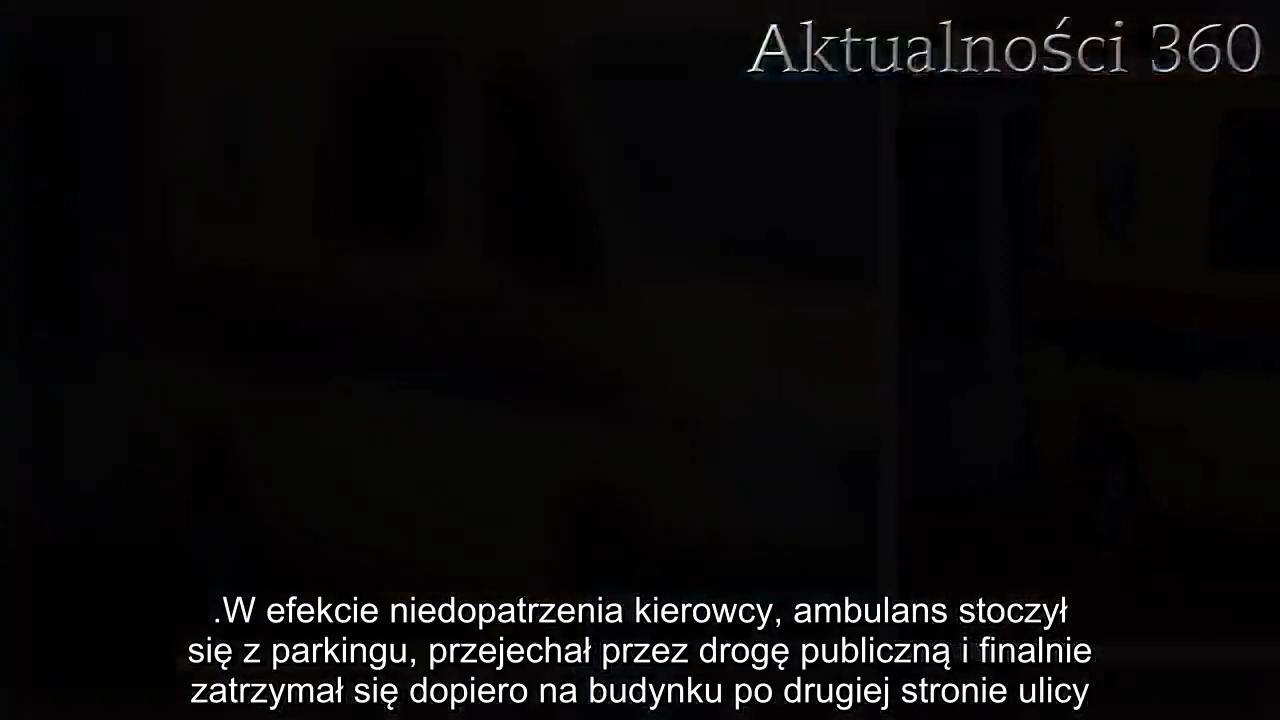 Aktualności 360
.W efekcie niedopatrzenia kierowcy, ambulans stoczył
się z parkingu, przejechał przez drogę publiczną i finalnie
zatrzymał się dopiero na budynku po drugiej stronie ulicy